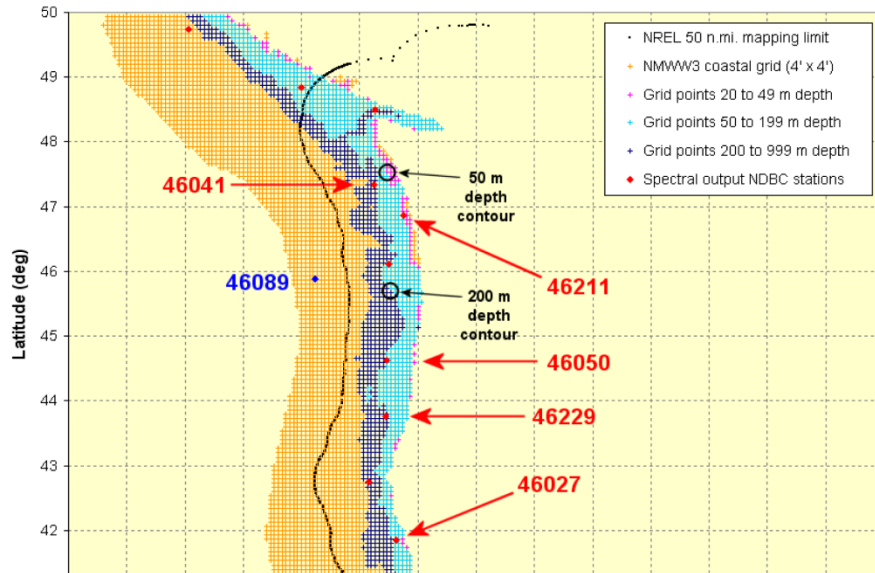 50
49
48
47
46
45
44
43
42
Latitude (deg)
NREL 50 n.mi. mapping limit
NMWW3 coastal grid (4' x 4')
Grid points 20 to 49 m depth
Grid points 50 to 199 m depth
Grid points 200 to 999 m depth
Spectral output NDBC stations
46041
50 m
depth
contour
46089
46211
200 m
depth
contour
46050
46229
46027